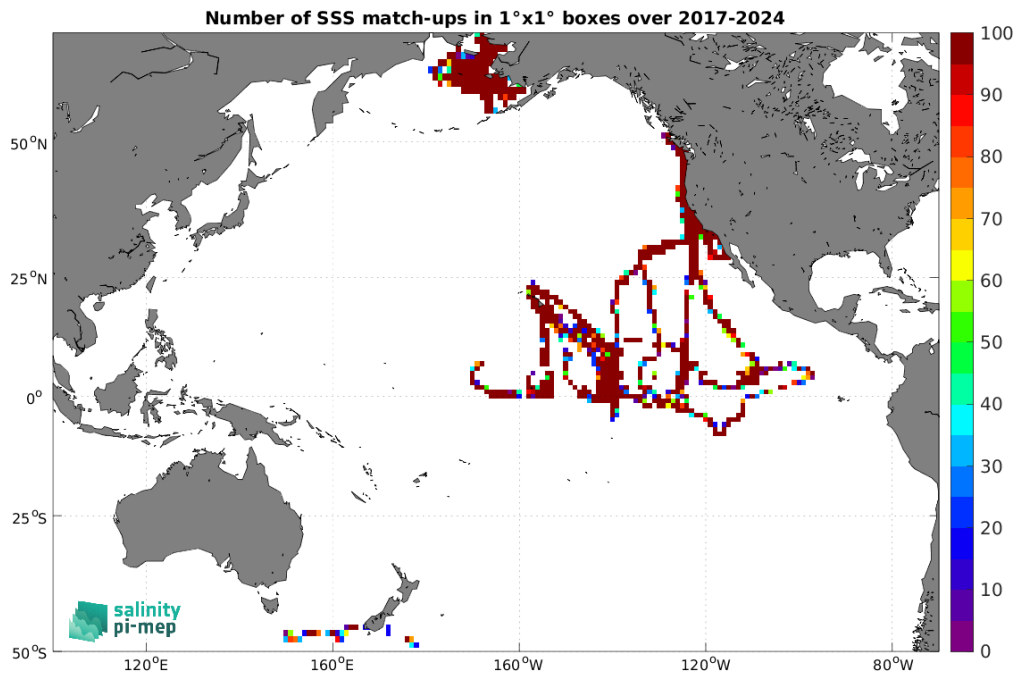 Number of SSS match-ups in 1°x1° boxes over 2017-2024
50°N
25°N
0°
25°S
50°S
120°E
160°E
160°W
120°W
80°W
100
90
80
70
60
50
40
30
20
10
0
salinity
pi-mep